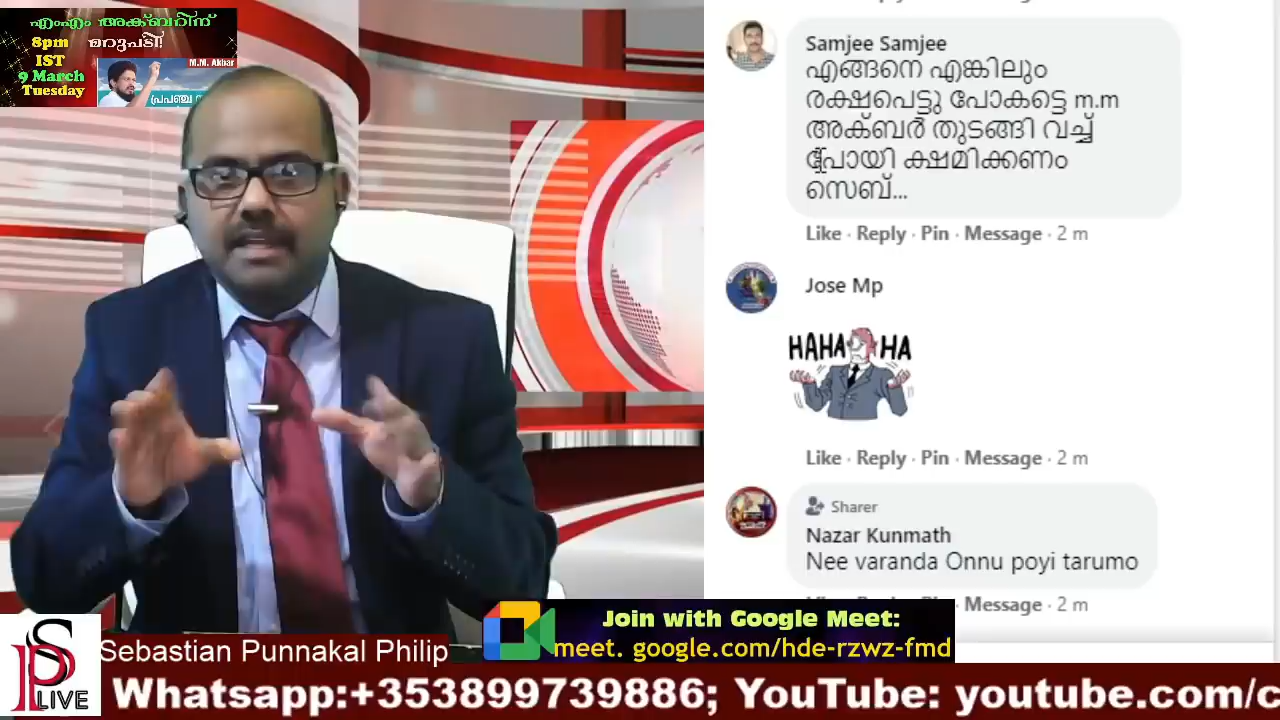 എംഎം അക്ബറിന്
8pm മറുപടി!
IST
9 March
Tuesday
M.M. Akbar
പ്രപഞ്ച
Samjee Samjee
എങ്ങനെ എങ്കിലും
രക്ഷപെട്ടു പോകട്ടെ m.m
അക്ബർ തുടങ്ങി വച്ച്
പോയി ക്ഷമിക്കണം
സെബ്...
Like · Reply · Pin · Message · 2 m
Jose Mp
HAHA HA
Like · Reply · Pin · Message · 2 m
Sharer
Nazar Kunmath
Nee varanda Onnu poyi tarumo
Message · 2 m
Join with Google Meet:
meet. google.com/hde-rzwz-fmd
SP LIVE
Sebastian Punnakal Philip
Whatsapp:+353899739886; YouTube: youtube.com/c